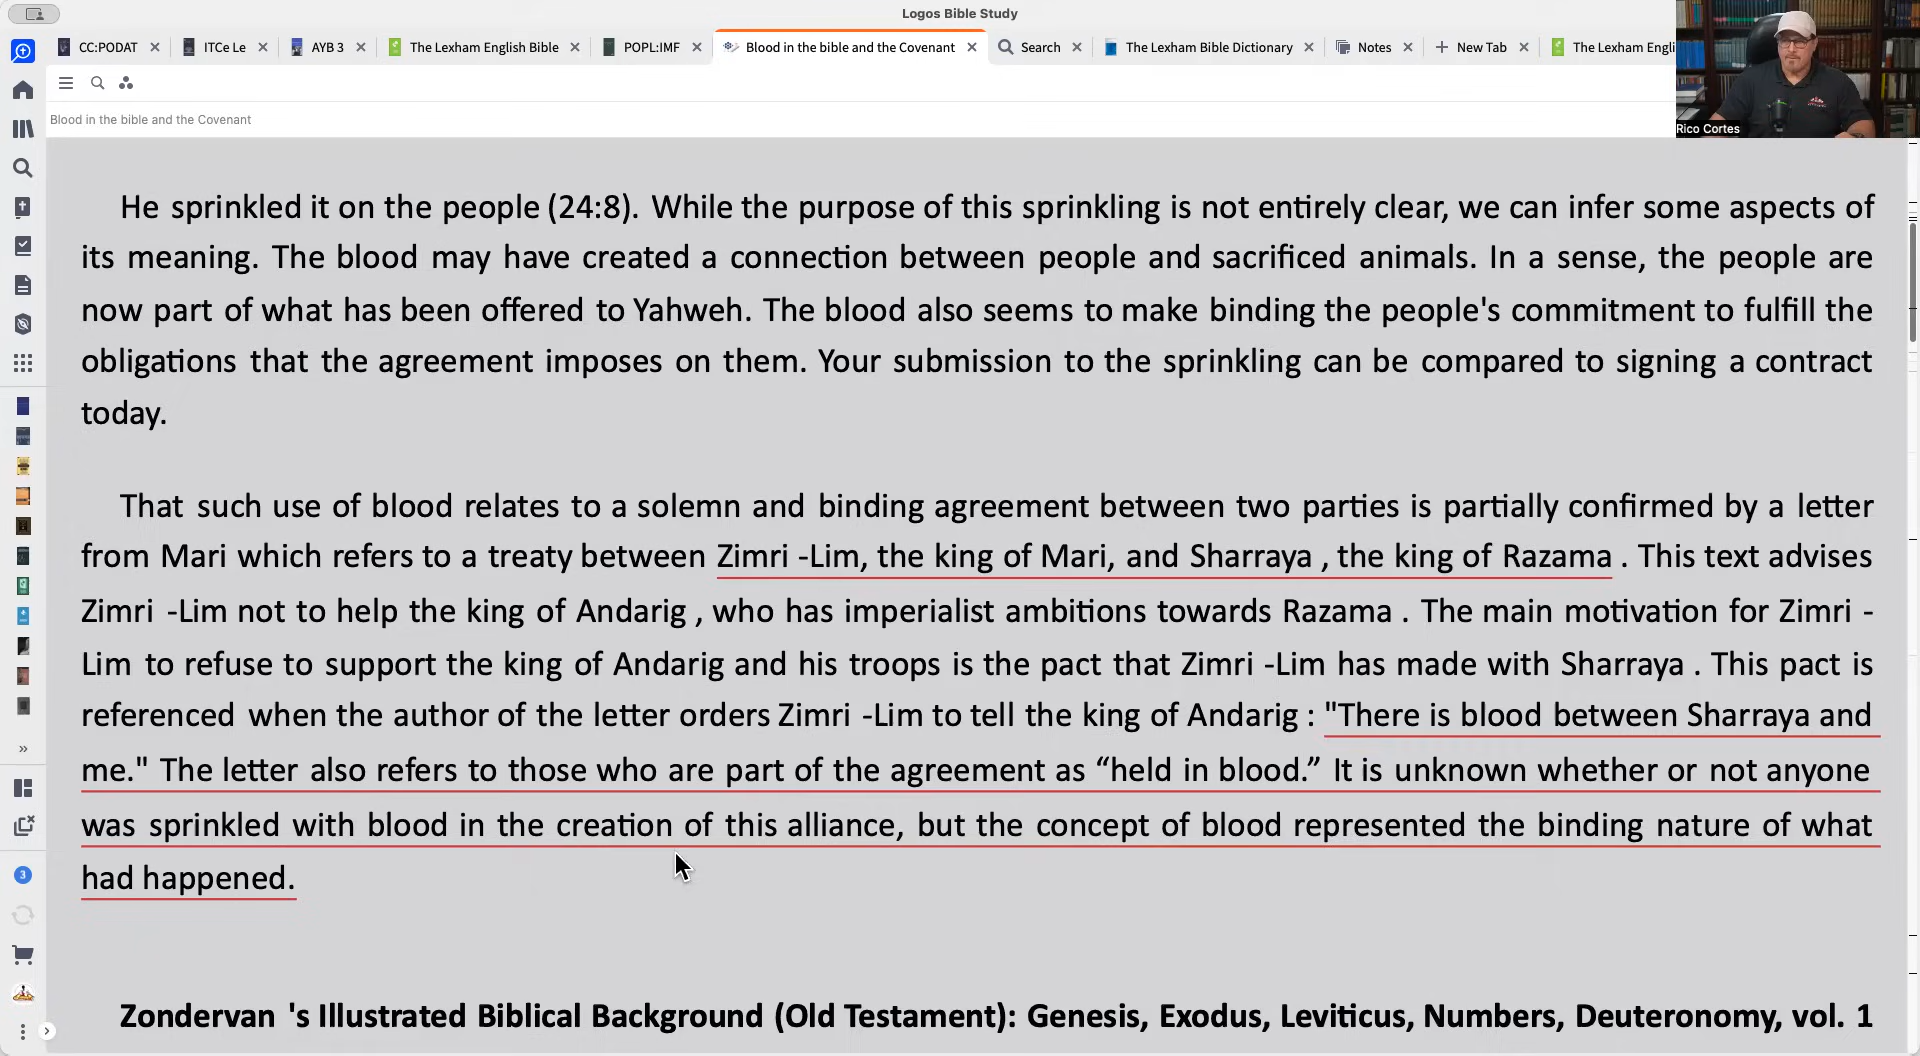 Logos Bible Study
CC:PODAT
ITCe Le
AYB 3
The Lexham English Bible
POPL:IMF
Blood in the bible and the Covenant
Search
The Lexham Bible Dictionary
Notes
New Tab
The Lexham Engli
Rico Cortes
Blood in the bible and the Covenant
He sprinkled it on the people (24:8). While the purpose of this sprinkling is not entirely clear, we can infer some aspects of
its meaning. The blood may have created a connection between people and sacrificed animals. In a sense, the people are
now part of what has been offered to Yahweh. The blood also seems to make binding the people's commitment to fulfill the
obligations that the agreement imposes on them. Your submission to the sprinkling can be compared to signing a contract
today.
That such use of blood relates to a solemn and binding agreement between two parties is partially confirmed by a letter
from Mari which refers to a treaty between Zimri -Lim, the king of Mari, and Sharraya , the king of Razama . This text advises
Zimri -Lim not to help the king of Andarig , who has imperialist ambitions towards Razama . The main motivation for Zimri -
Lim to refuse to support the king of Andarig and his troops is the pact that Zimri -Lim has made with Sharraya . This pact is
referenced when the author of the letter orders Zimri -Lim to tell the king of Andarig : "There is blood between Sharraya and
me." The letter also refers to those who are part of the agreement as “held in blood.” It is unknown whether or not anyone
was sprinkled with blood in the creation of this alliance, but the concept of blood represented the binding nature of what
had happened.
3
Zondervan 's Illustrated Biblical Background (Old Testament): Genesis, Exodus, Leviticus, Numbers, Deuteronomy, vol. 1